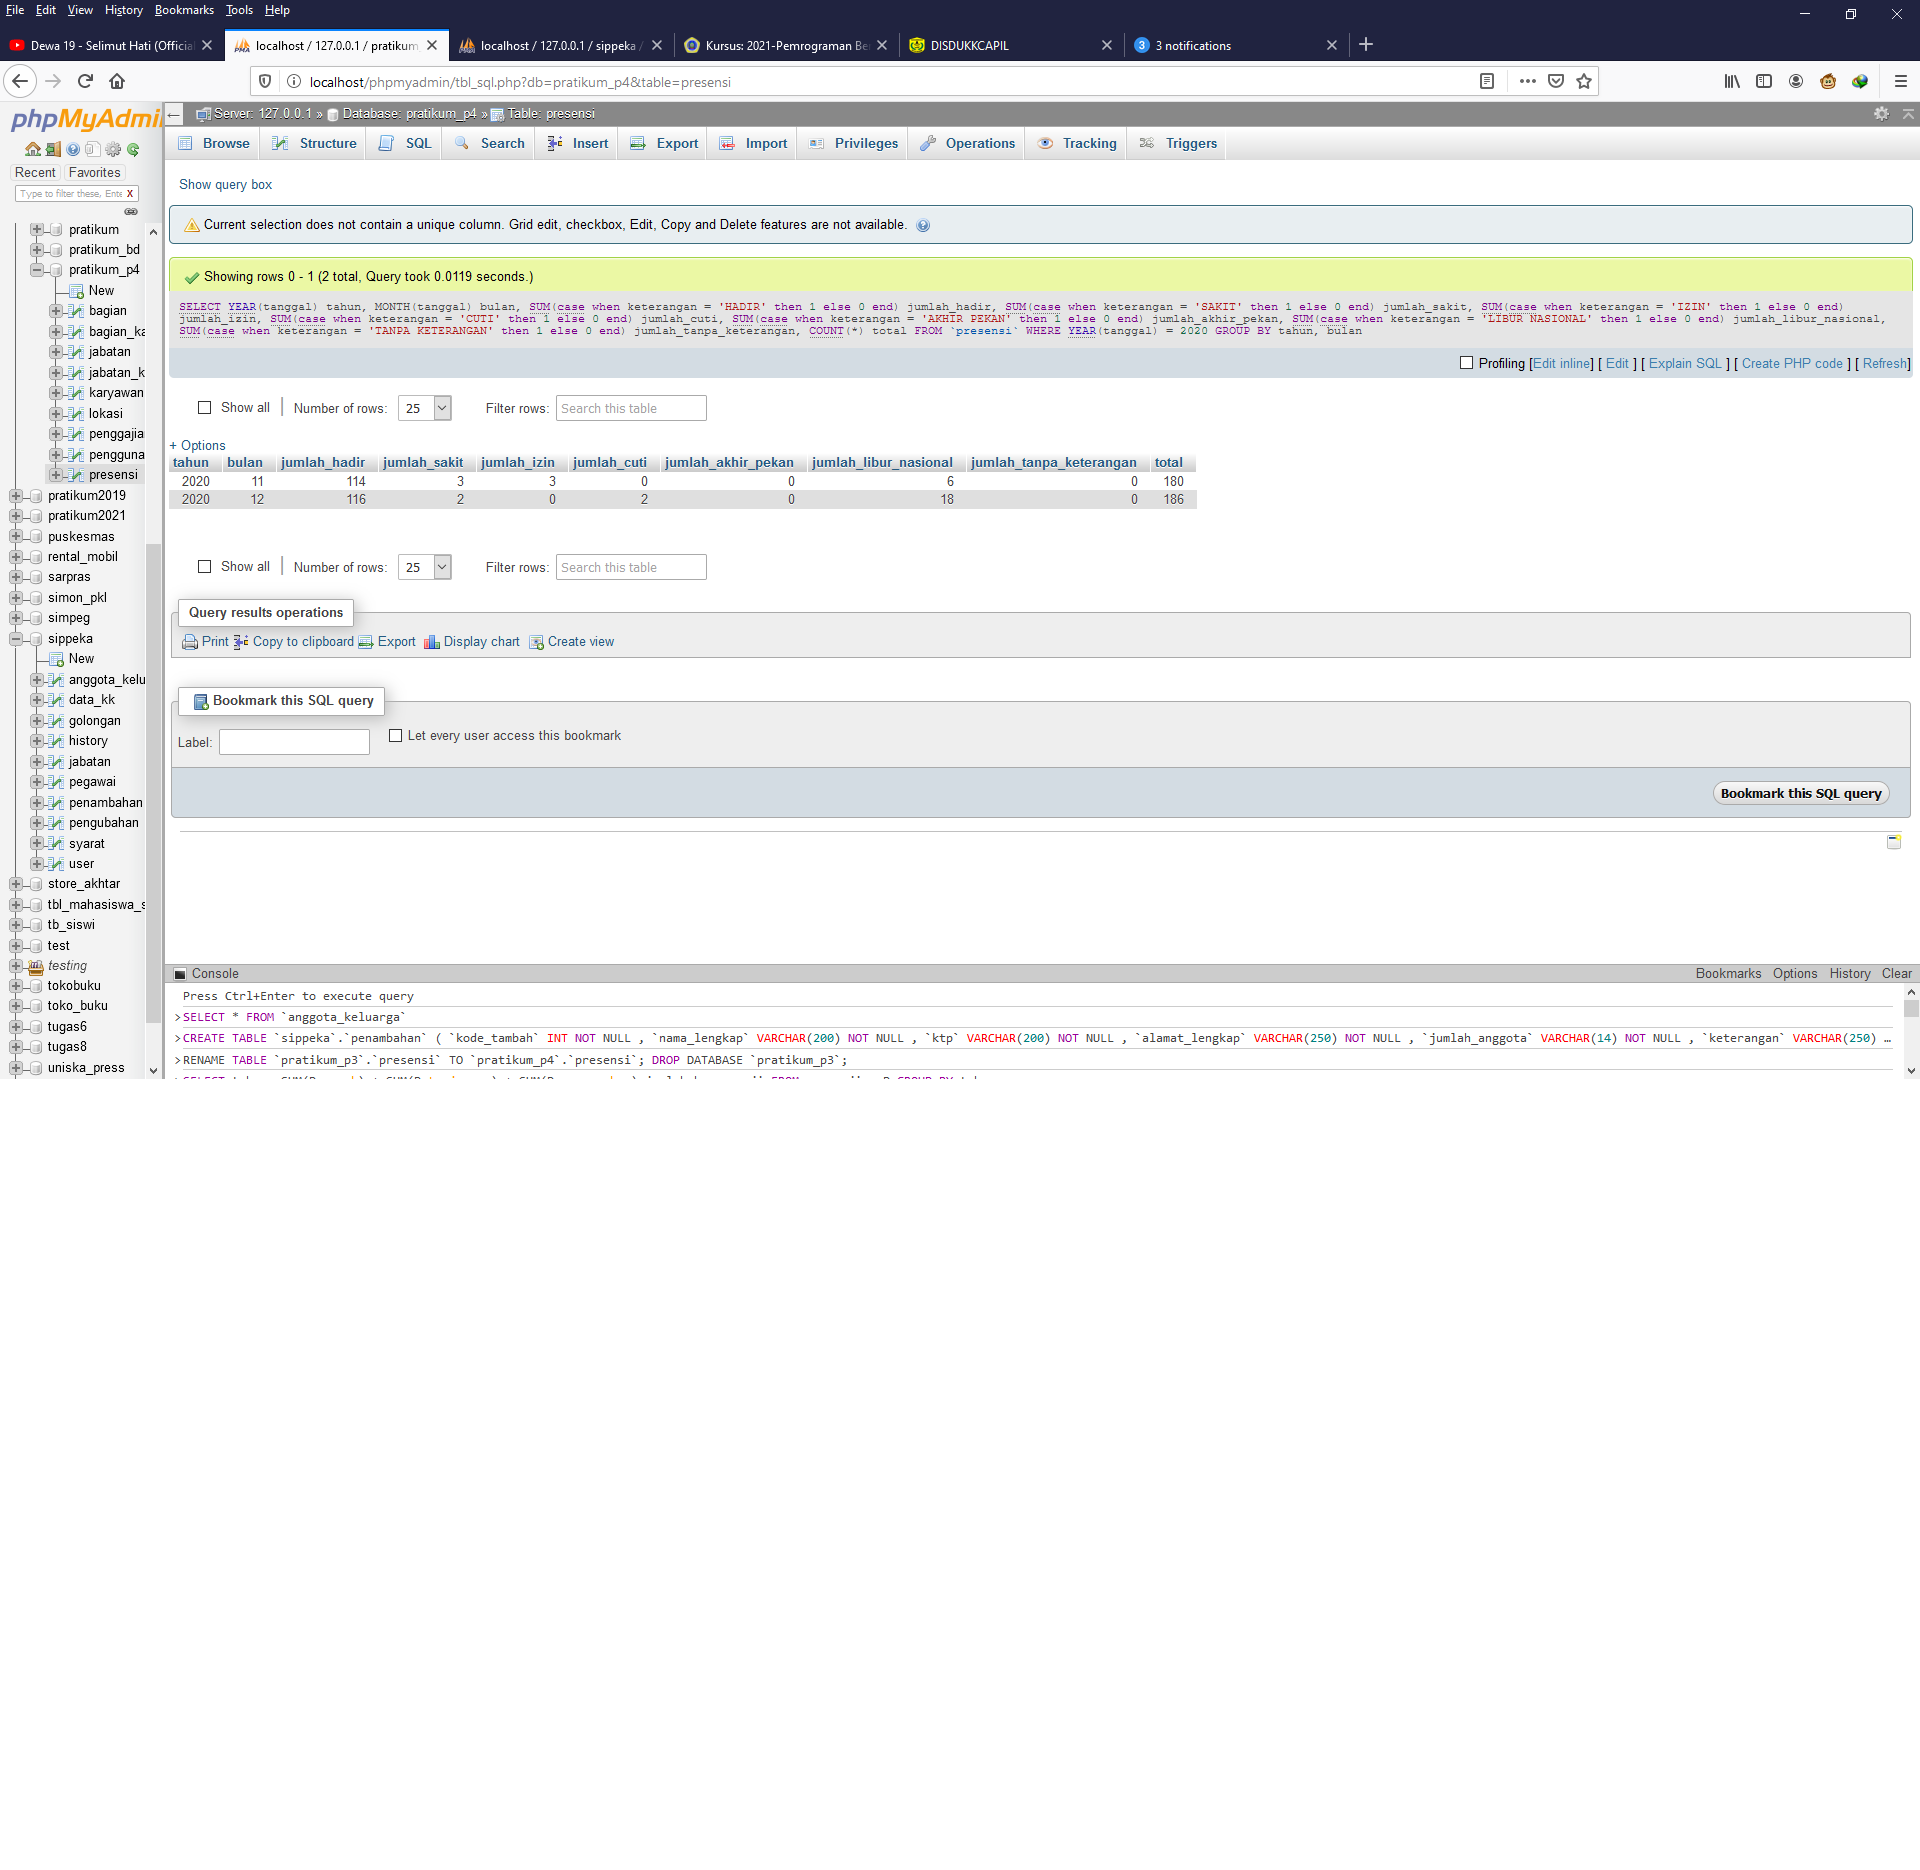 File Edit View History Bookmarks Tools Help
Dewa 19 - Selimut Hati (Officia
localhost / 127.0.0.1 / pratikum
localhost / 127.0.0.1 / sippeka /
Kursus: 2021-Pemrograman Be
DISDUKKCAPIL
3 3 notifications
localhost/phpmyadmin/tbl_sql.php?db=pratikum_p4&table=presensi
phpMyAdmi
Recent Favorites
Type to filter these, Ente X
pratikum
pratikum_bd
pratikum_p4
New
bagian
bagian_ka
jabatan
jabatan_k
karyawan
lokasi
penggajia
pengguna
presensi
pratikum2019
pratikum2021
puskesmas
rental_mobil
sarpras
simon_pkl
simpeg
sippeka
New
anggota_kelu
data_kk
golongan
history
jabatan
pegawai
penambahan
pengubahan
syarat
user
store_akhtar
tbl_mahasiswa_s
tb_siswi
test
testing
tokobuku
toko_buku
tugas6
tugas8
uniska_press
Server: 127.0.0.1 » Database: pratikum_p4 » Table: presensi
Browse Structure SQL Search Insert Export Import Privileges Operations Tracking Triggers
Show query box
Current selection does not contain a unique column. Grid edit, checkbox, Edit, Copy and Delete features are not available.
Showing rows 0 - 1 (2 total, Query took 0.0119 seconds.)
SELECT YEAR(tanggal) tahun, MONTH(tanggal) bulan, SUM(case when keterangan = 'HADIR' then 1 else 0 end) jumlah_hadir, SUM(case when keterangan = 'SAKIT' then 1 else 0 end) jumlah_sakit, SUM(case when keterangan = 'IZIN' then 1 else 0 end)
jumlah_izin, SUM(case when keterangan = 'CUTI' then 1 else 0 end) jumlah_cuti, SUM(case when keterangan = 'AKHIR PEKAN' then 1 else 0 end) jumlah_akhir_pekan, SUM(case when keterangan = 'LIBUR NASIONAL' then 1 else 0 end) jumlah_libur_nasional,
SUM(case when keterangan = 'TANPA KETERANGAN' then 1 else 0 end) jumlah_tanpa_keterangan, COUNT(*) total FROM `presensi` WHERE YEAR(tanggal) = 2020 GROUP BY tahun, bulan
Profiling [Edit inline] [ Edit ] [ Explain SQL ] [ Create PHP code ] [ Refresh]
Show all Number of rows: 25 Filter rows: Search this table
+ Options
tahun bulan jumlah_hadir jumlah_sakit jumlah_izin jumlah_cuti jumlah_akhir_pekan jumlah_libur_nasional jumlah_tanpa_keterangan total
2020 11 114 3 3 0 0 6 0 180
2020 12 116 2 0 2 0 18 0 186
Show all Number of rows: 25 Filter rows: Search this table
Query results operations
Print Copy to clipboard Export Display chart Create view
Bookmark this SQL query
Label: Let every user access this bookmark
Bookmark this SQL query
Console Bookmarks Options History Clear
Press Ctrl+Enter to execute query
>SELECT * FROM `anggota_keluarga`
>CREATE TABLE `sippeka`.`penambahan` ( `kode_tambah` INT NOT NULL , `nama_lengkap` VARCHAR(200) NOT NULL , `ktp` VARCHAR(200) NOT NULL , `alamat_lengkap` VARCHAR(250) NOT NULL , `jumlah_anggota` VARCHAR(14) NOT NULL , `keterangan` VARCHAR(250) …
>RENAME TABLE `pratikum_p3`.`presensi` TO `pratikum_p4`.`presensi`; DROP DATABASE `pratikum_p3`;